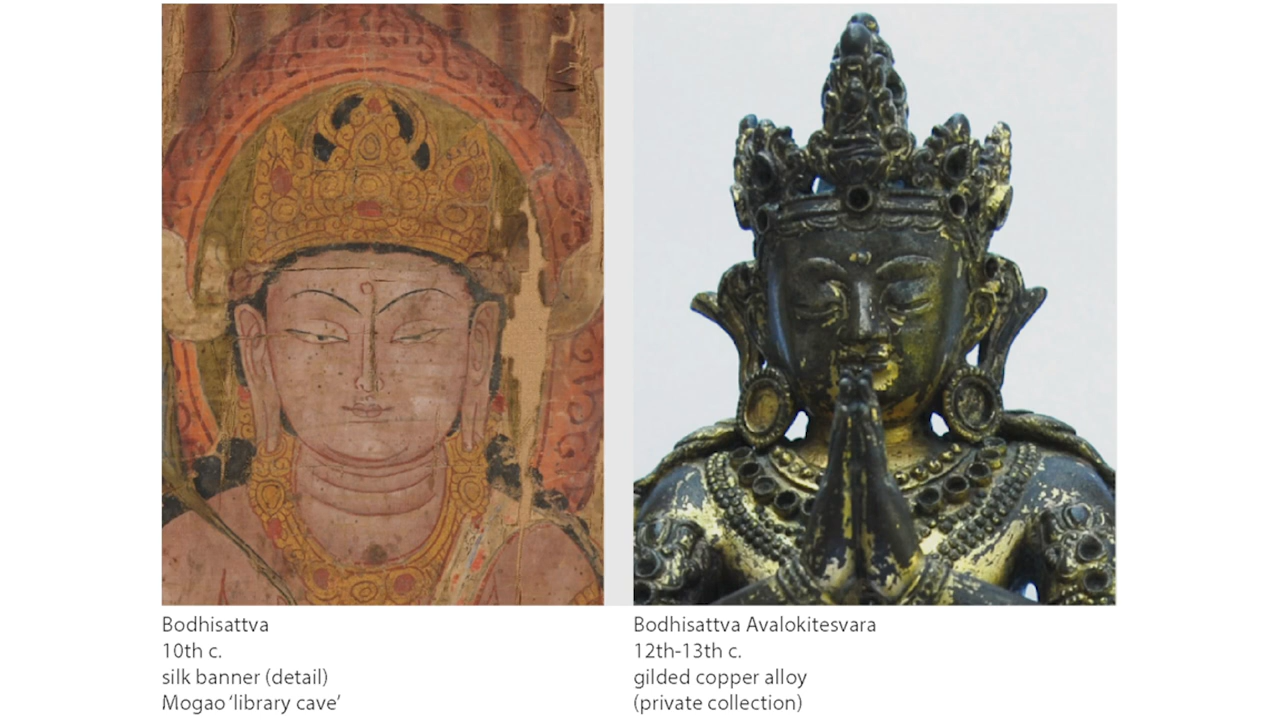 Bodhisattva
10th c.
silk banner (detail)
Mogao ‘library cave’
Bodhisattva Avalokitesvara
12th-13th c.
gilded copper alloy
(private collection)